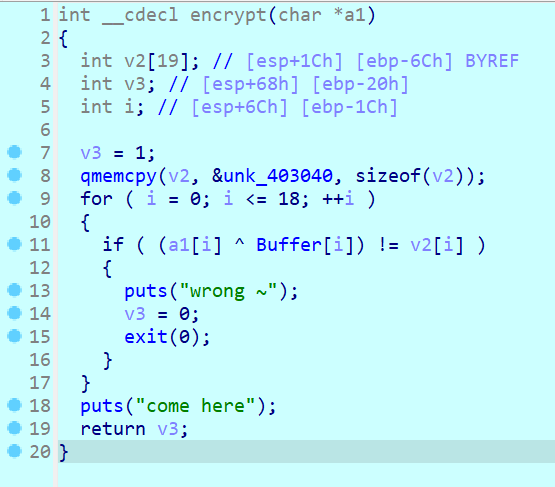 1 int __cdecl encrypt(char *a1)
2 {
3   int v2[19]; // [esp+1Ch] [ebp-6Ch] BYREF
4   int v3; // [esp+68h] [ebp-20h]
5   int i; // [esp+6Ch] [ebp-1Ch]
6
7   v3 = 1;
8   qmemcpy(v2, &unk_403040, sizeof(v2));
9   for ( i = 0; i <= 18; ++i )
10   {
11     if ( (a1[i] ^ Buffer[i]) != v2[i] )
12     {
13       puts("wrong ~");
14       v3 = 0;
15       exit(0);
16     }
17   }
18   puts("come here");
19   return v3;
20 }